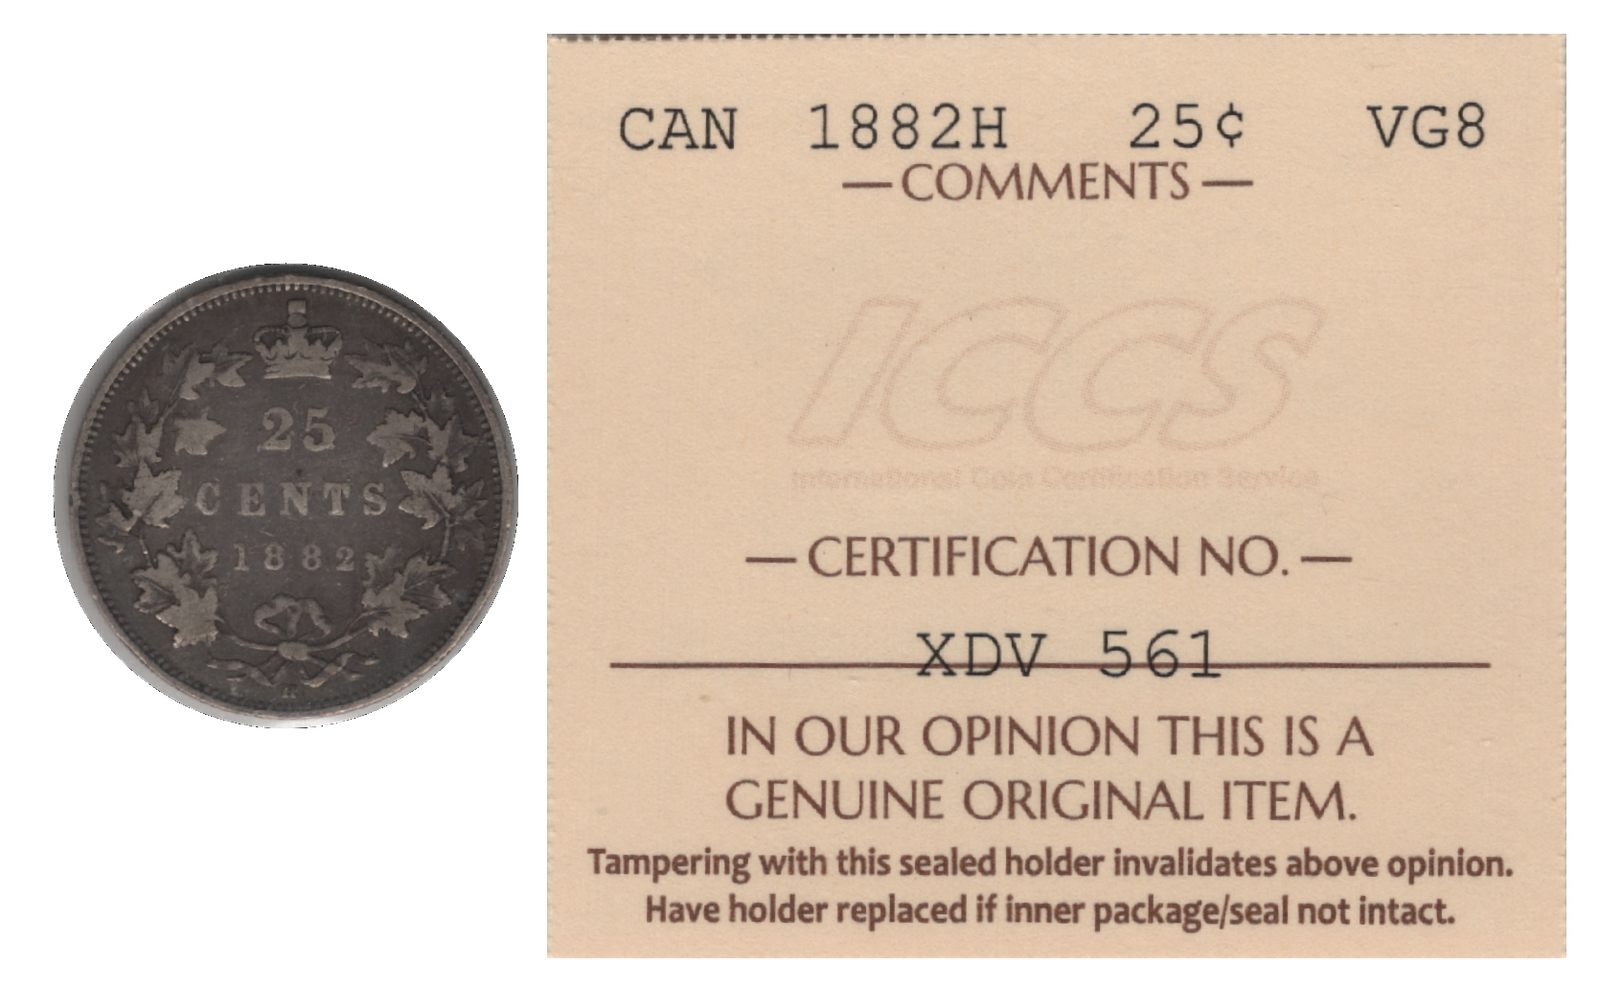 25
CENTS
1882
H
CAN 1882H 25¢ VG8
— COMMENTS —
ICCS
International Coin Certification Service
— CERTIFICATION NO. —
XDV 561
IN OUR OPINION THIS IS A
GENUINE ORIGINAL ITEM.
Tampering with this sealed holder invalidates above opinion.
Have holder replaced if inner package/seal not intact.